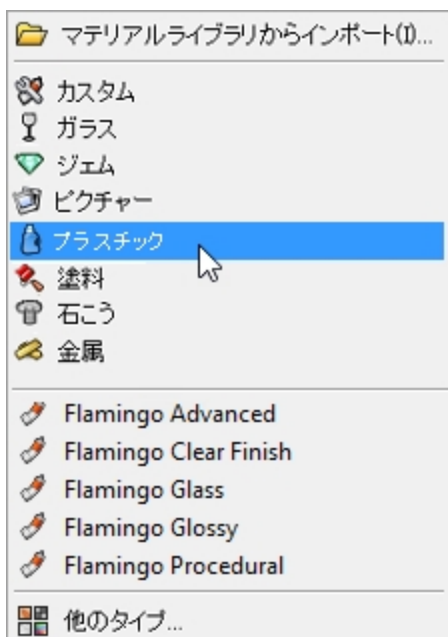 マテリアルライブラリからインポート(I)...
カスタム
ガラス
ジェム
ピクチャー
プラスチック
塗料
石こう
金属
Flamingo Advanced
Flamingo Clear Finish
Flamingo Glass
Flamingo Glossy
Flamingo Procedural
他のタイプ...